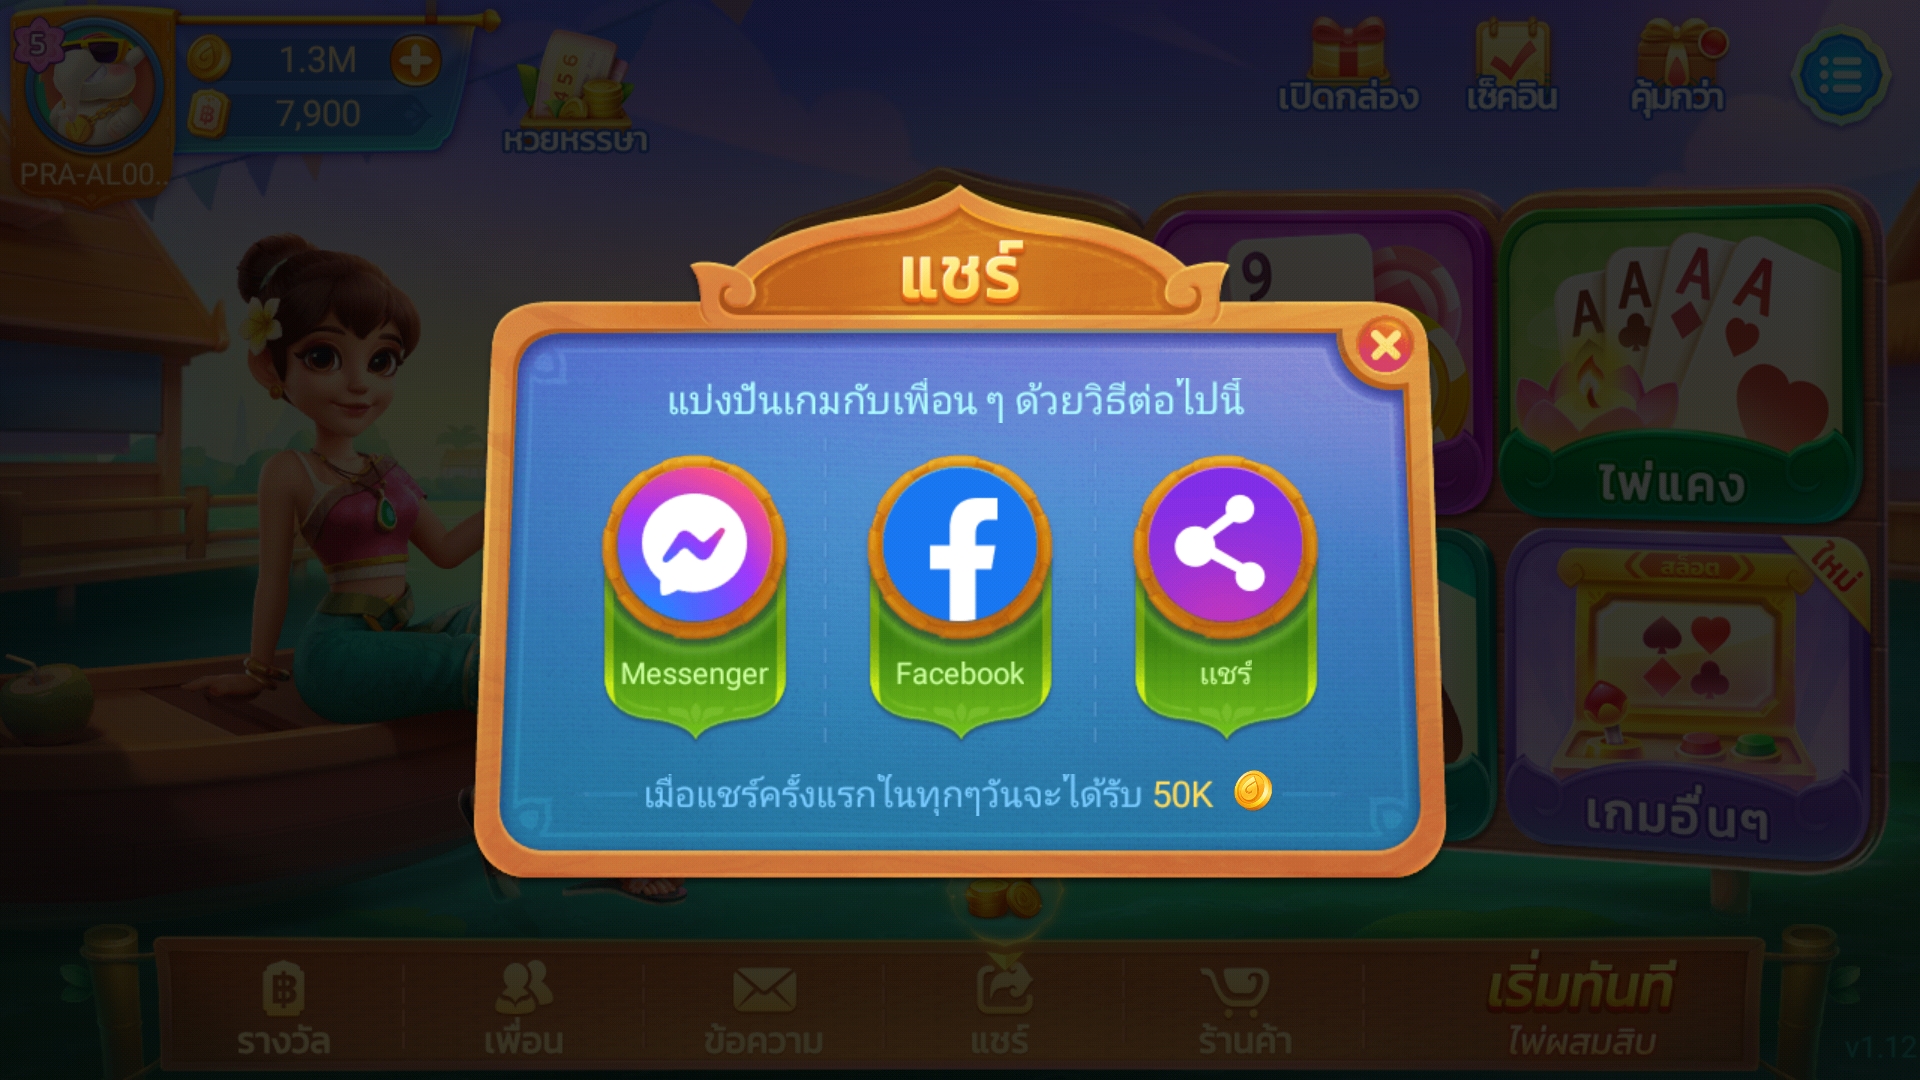 5
1.3M
7,900
PRA-AL00..
หวยหรรษา
เปิดกล่อง
เช็คอิน
คุ้มกว่า
แชร์
แบ่งปันเกมกับเพื่อน ๆ ด้วยวิธีต่อไปนี้
Messenger
Facebook
แชร์
เมื่อแชร์ครั้งแรกในทุกๆวันจะได้รับ 50K
9
A A A A
ไพ่แคง
สล็อต
ใหม่
เกมอื่นๆ
รางวัล
เพื่อน
ข้อความ
แชร์
ร้านค้า
เริ่มทันที
ไพ่ผสมสิบ
v1.12